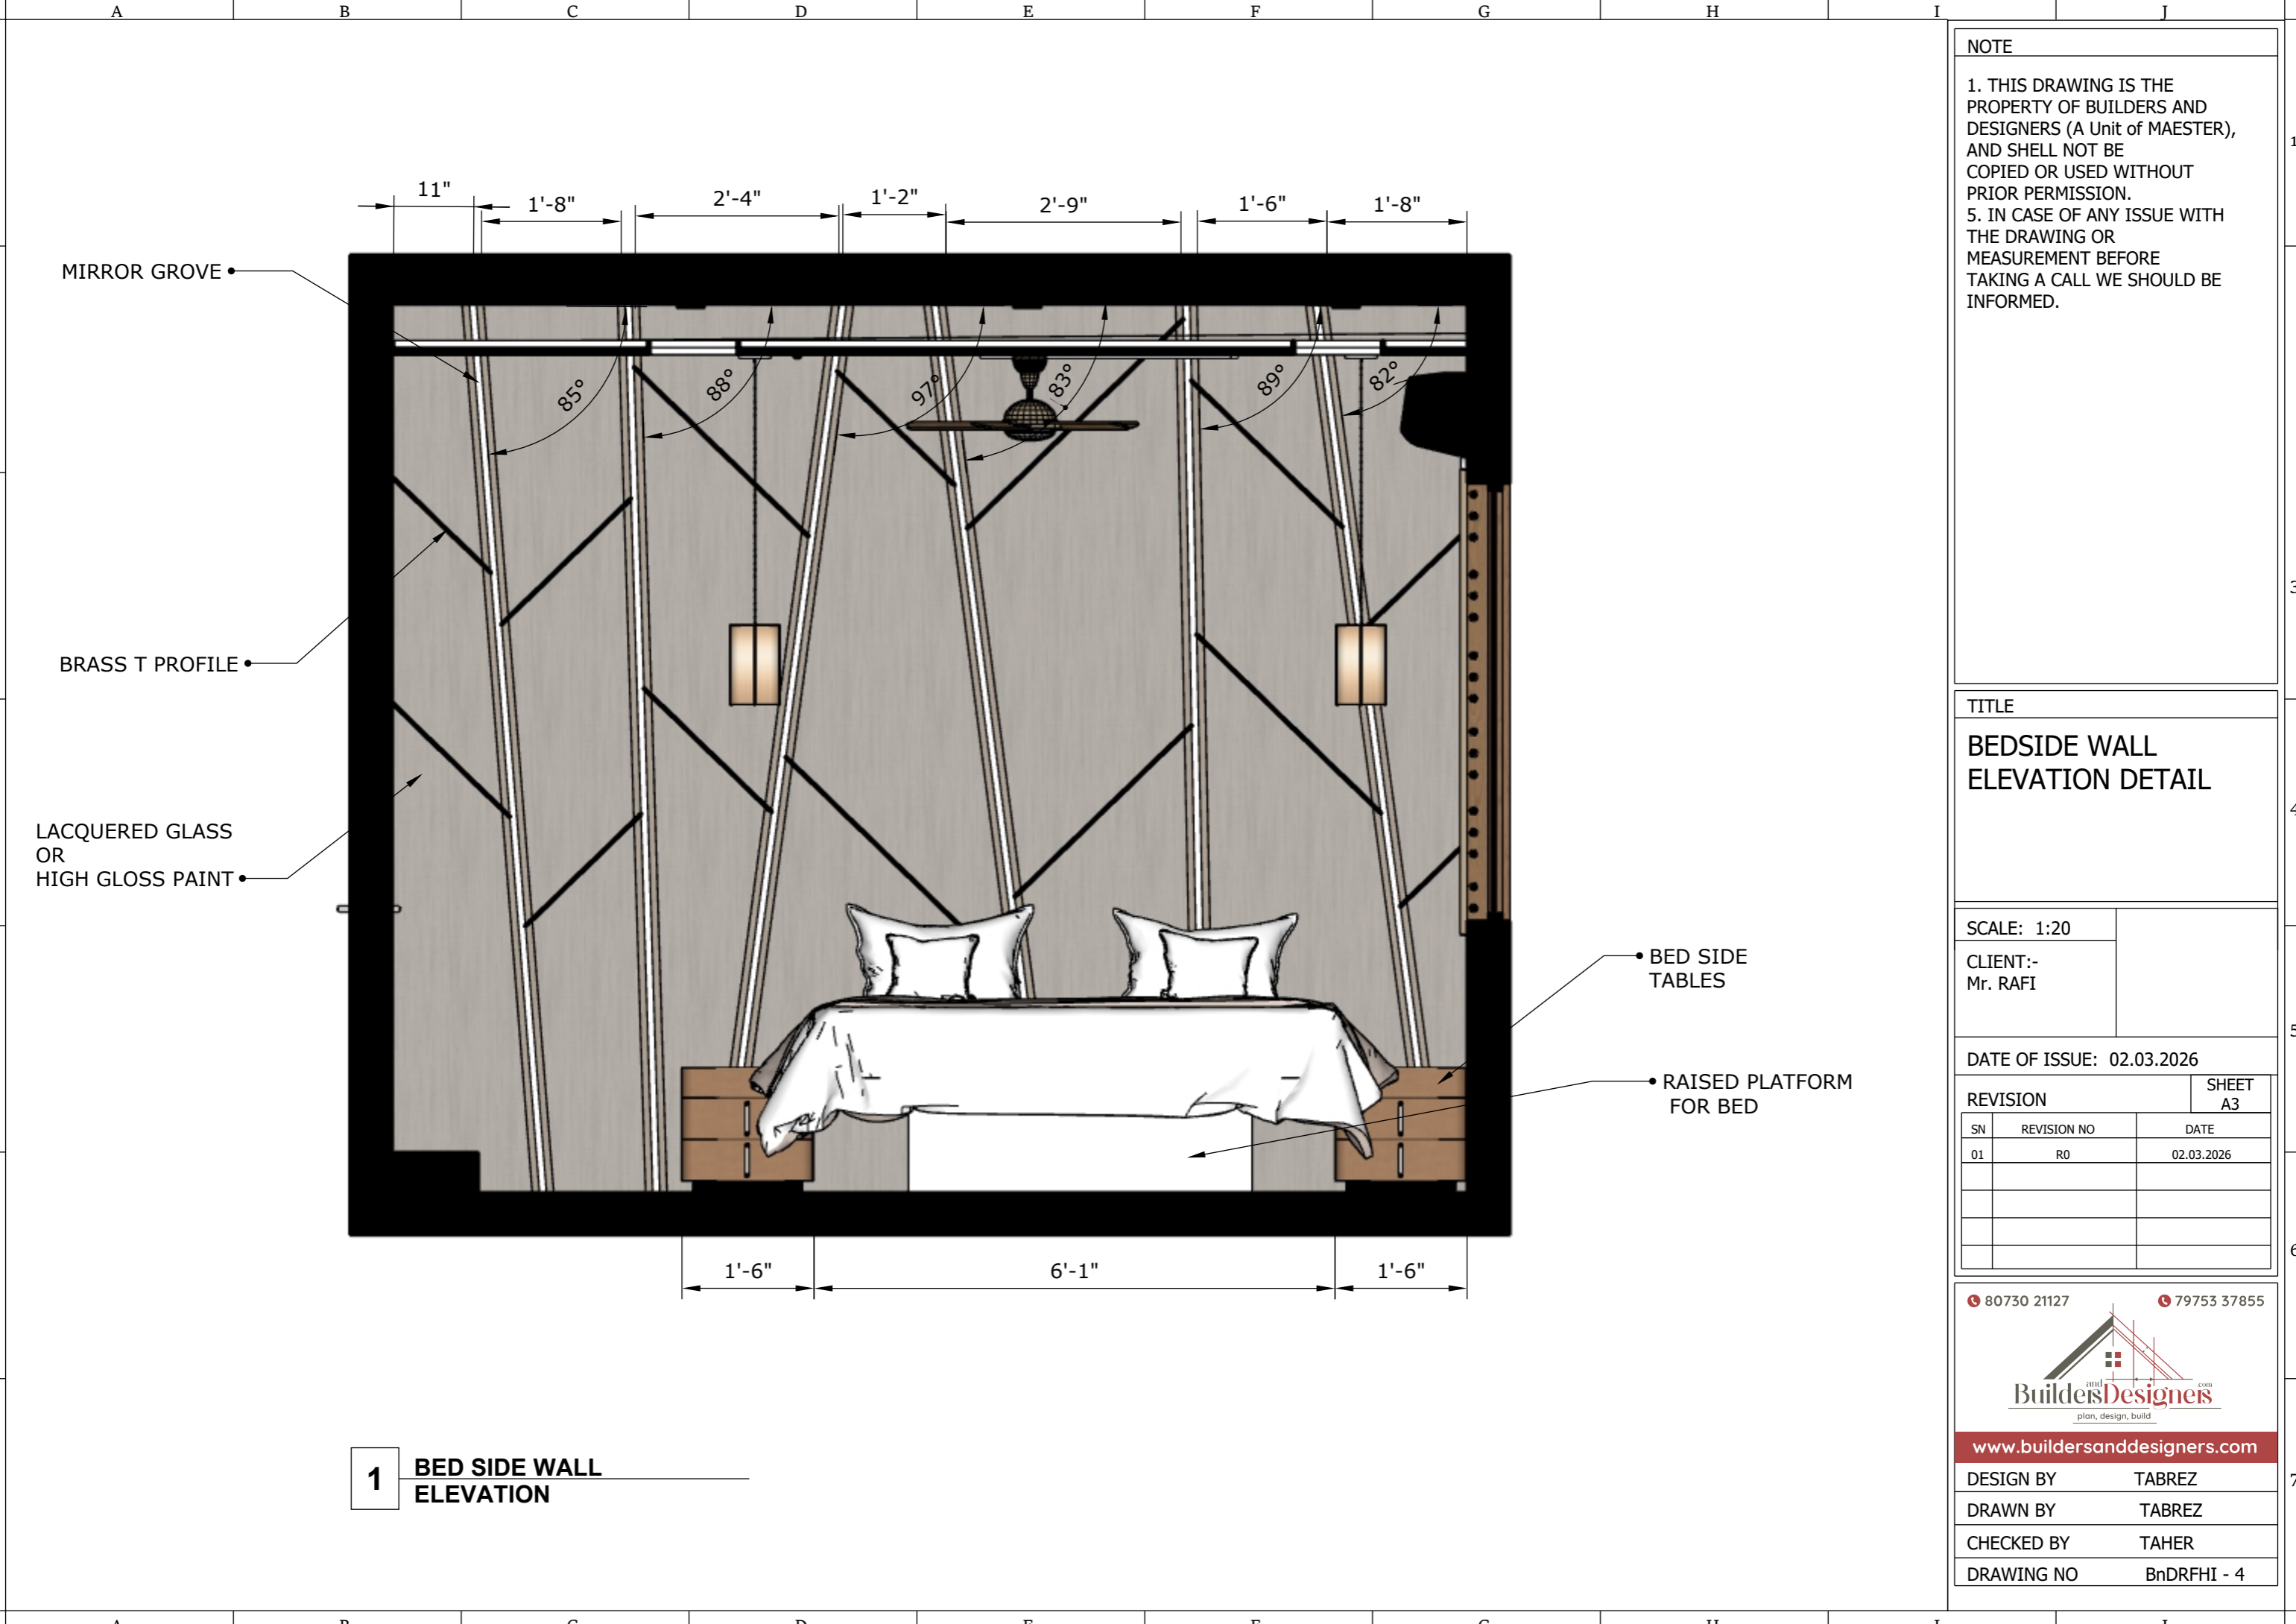 A B C D E F G H I J
11"
1'-8"
2'-4"
1'-2"
2'-9"
1'-6"
1'-8"
MIRROR GROVE
85°
88°
97°
83°
89°
82°
BRASS T PROFILE
LACQUERED GLASS
OR
HIGH GLOSS PAINT
BED SIDE
TABLES
RAISED PLATFORM
FOR BED
1'-6"
6'-1"
1'-6"
1 BED SIDE WALL
ELEVATION
NOTE
1. THIS DRAWING IS THE
PROPERTY OF BUILDERS AND
DESIGNERS (A Unit of MAESTER),
AND SHELL NOT BE
COPIED OR USED WITHOUT
PRIOR PERMISSION.
5. IN CASE OF ANY ISSUE WITH
THE DRAWING OR
MEASUREMENT BEFORE
TAKING A CALL WE SHOULD BE
INFORMED.
TITLE
BEDSIDE WALL
ELEVATION DETAIL
SCALE: 1:20
CLIENT:-
Mr. RAFI
DATE OF ISSUE: 02.03.2026
REVISION
SHEET
A3
SN REVISION NO DATE
01 R0 02.03.2026
80730 21127 79753 37855
BuildersandDesigners.com
plan, design, build
www.buildersanddesigners.com
DESIGN BY TABREZ
DRAWN BY TABREZ
CHECKED BY TAHER
DRAWING NO BnDRFHI - 4